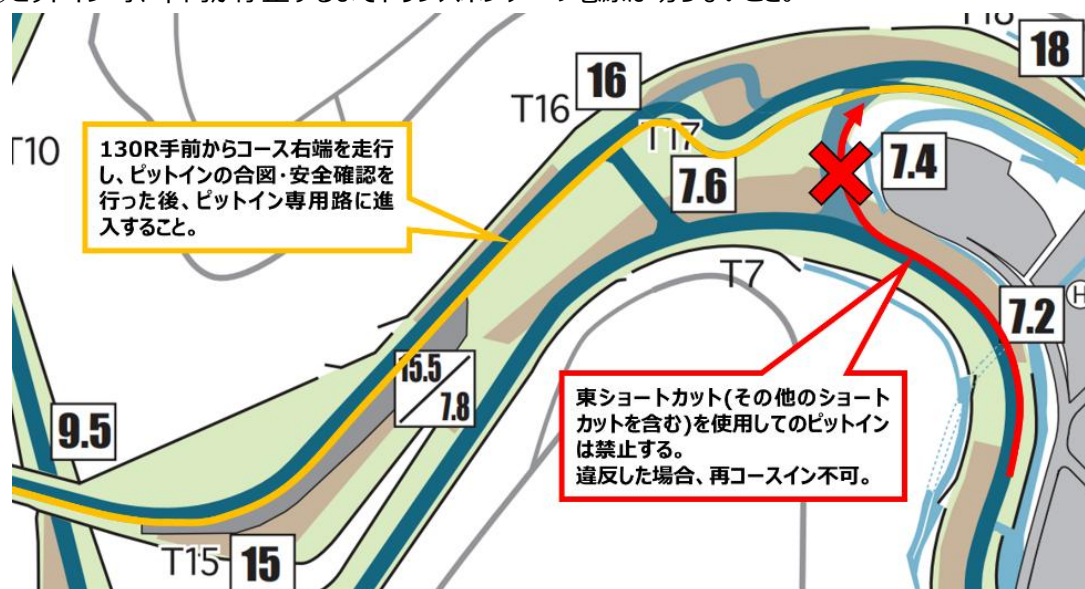 T18
18
16
T16
T17
T10
130R手前からコース右端を走行
し、ピットインの合図・安全確認を
行った後、ピットイン専用路に進
入すること。
7.6
7.4
T7
7.2
H
15.5
7.8
9.5
東ショートカット(その他のショート
カットを含む)を使用してのピットイン
は禁止する。
違反した場合、再コースイン不可。
T15
15